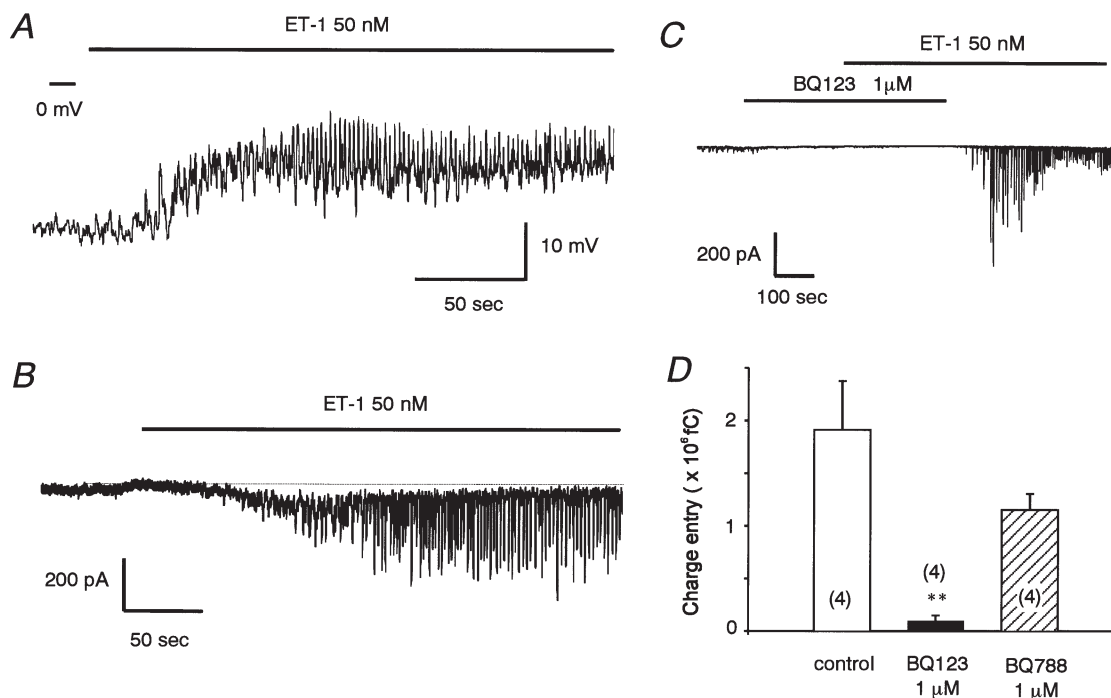 A
ET-1 50 nM
0 mV
10 mV
50 sec
B
ET-1 50 nM
200 pA
50 sec
C
ET-1 50 nM
BQ123 1μM
200 pA
100 sec
D
Charge entry ( x 10⁶fC)
2
1
0
(4)
(4)
**
(4)
control
BQ123
1 μM
BQ788
1 μM